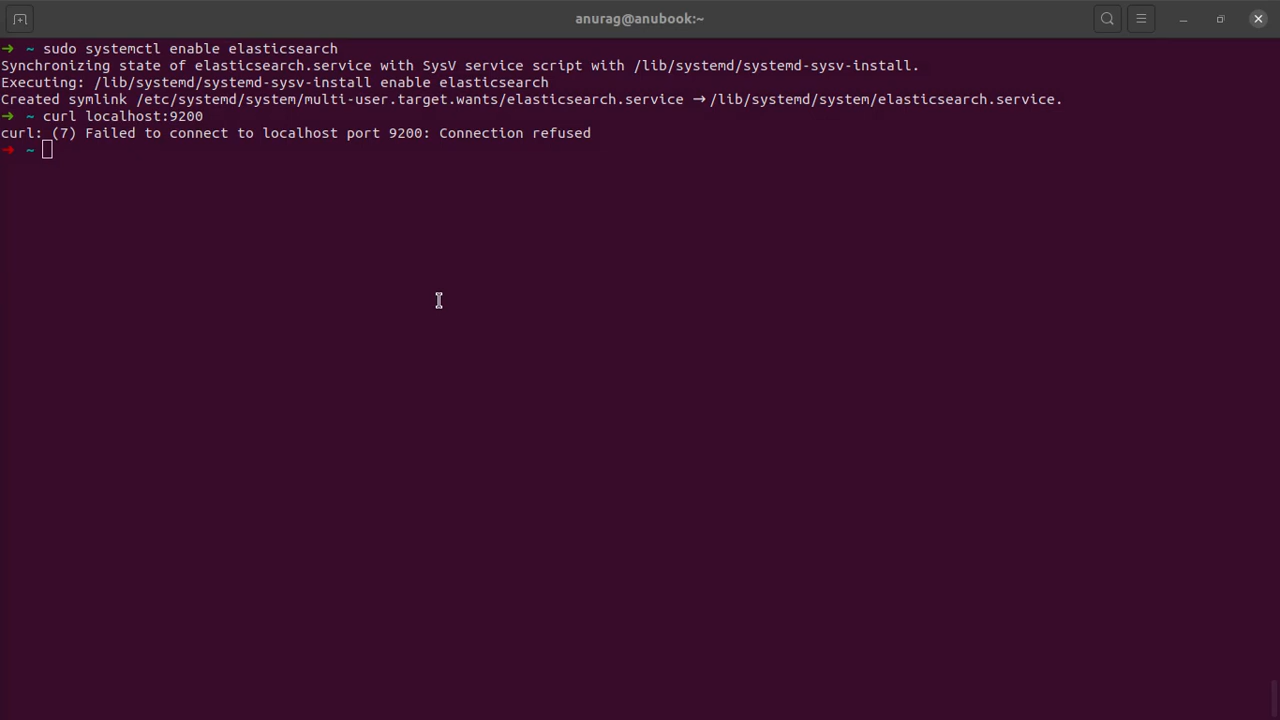 anurag@anubook:~
➜ ~ sudo systemctl enable elasticsearch
Synchronizing state of elasticsearch.service with SysV service script with /lib/systemd/systemd-sysv-install.
Executing: /lib/systemd/systemd-sysv-install enable elasticsearch
Created symlink /etc/systemd/system/multi-user.target.wants/elasticsearch.service → /lib/systemd/system/elasticsearch.service.
➜ ~ curl localhost:9200
curl: (7) Failed to connect to localhost port 9200: Connection refused
➜ ~